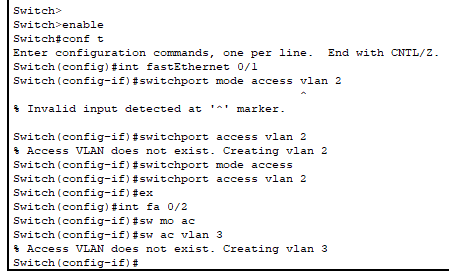 Switch>
Switch>enable
Switch#conf t
Enter configuration commands, one per line.  End with CNTL/Z.
Switch(config)#int fastEthernet 0/1
Switch(config-if)#switchport mode access vlan 2
                                         ^
% Invalid input detected at '^' marker.

Switch(config-if)#switchport access vlan 2
% Access VLAN does not exist. Creating vlan 2
Switch(config-if)#switchport mode access
Switch(config-if)#switchport access vlan 2
Switch(config-if)#ex
Switch(config)#int fa 0/2
Switch(config-if)#sw mo ac
Switch(config-if)#sw ac vlan 3
% Access VLAN does not exist. Creating vlan 3
Switch(config-if)#